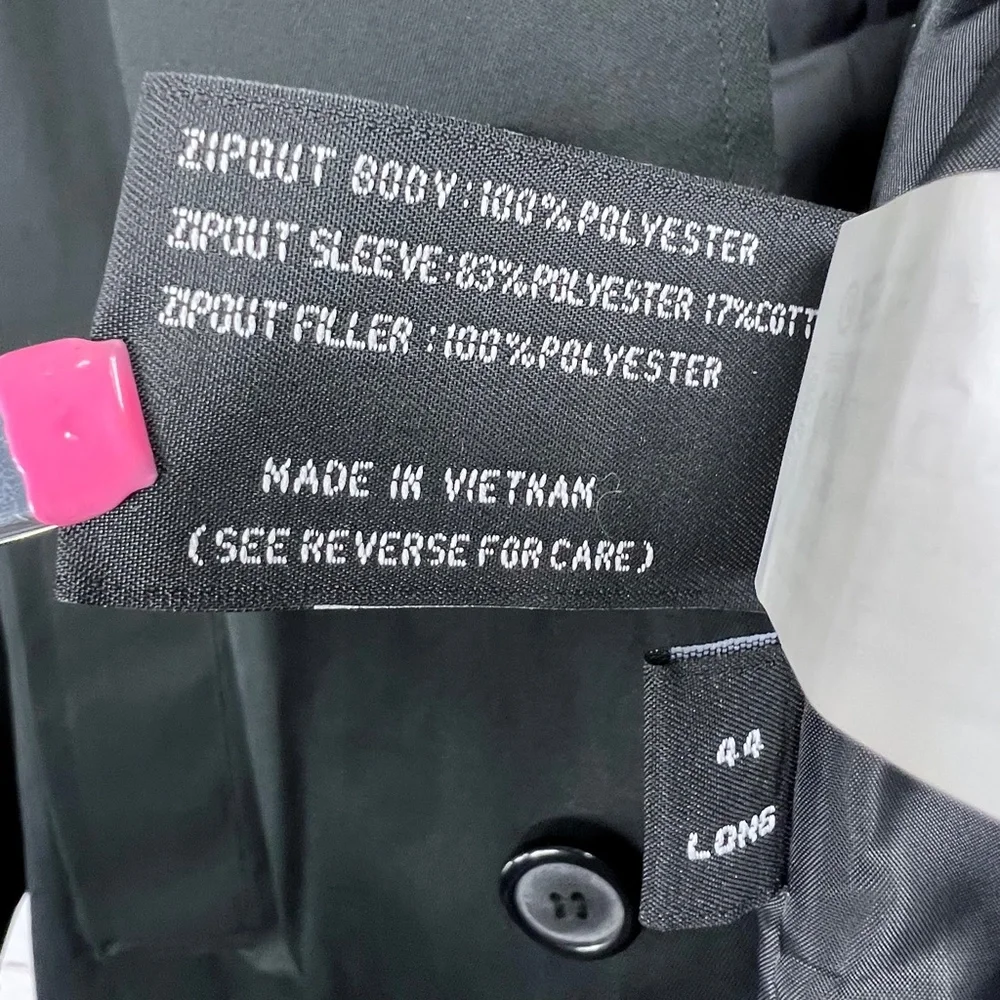 ZIPOUT BODY:100%POLYESTER
ZIPOUT SLEEVE:83%POLYESTER 17%COTT
ZIPOUT FILLER:100%POLYESTER
MADE IN VIETNAM
(SEE REVERSE FOR CARE)
44
LONG